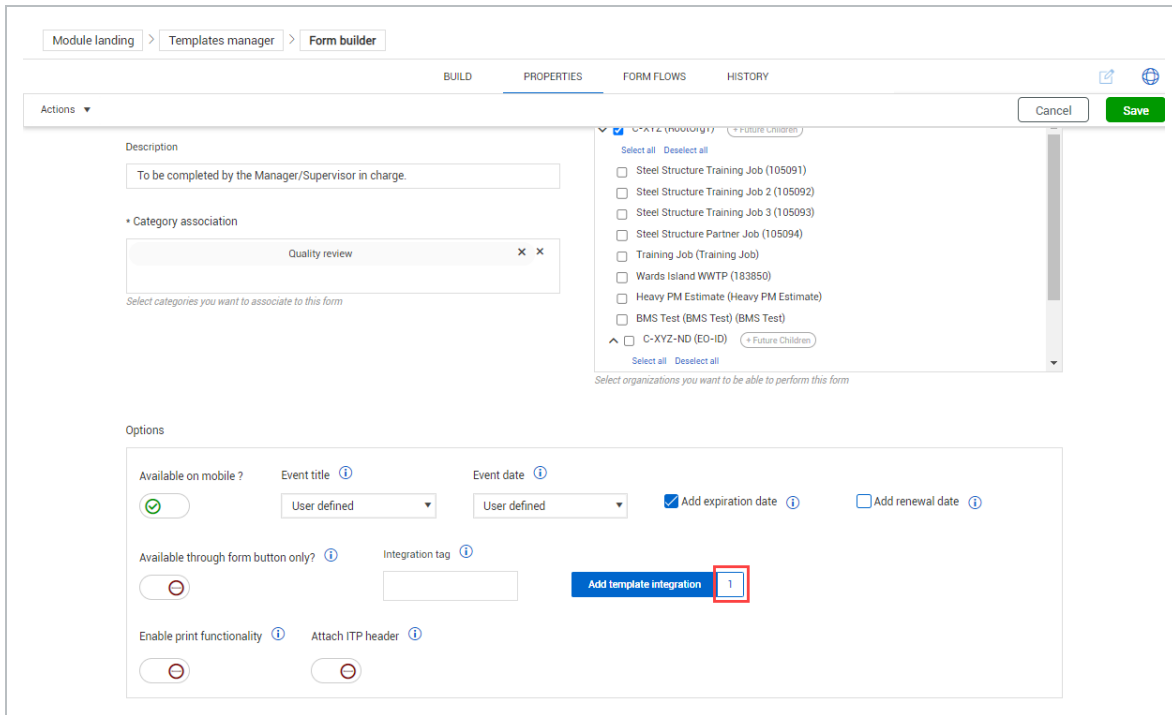 Module landing > Templates manager > Form builder
BUILD PROPERTIES FORM FLOWS HISTORY
Actions Cancel Save
Description
To be completed by the Manager/Supervisor in charge.
* Category association
Quality review × ×
Select categories you want to associate to this form
C-XYZ (RootOrg1) + Future Children
Select all Deselect all
Steel Structure Training Job (105091)
Steel Structure Training Job 2 (105092)
Steel Structure Training Job 3 (105093)
Steel Structure Partner Job (105094)
Training Job (Training Job)
Wards Island WWTP (183850)
Heavy PM Estimate (Heavy PM Estimate)
BMS Test (BMS Test) (BMS Test)
C-XYZ-ND (EO-ID) + Future Children
Select all Deselect all
Select organizations you want to be able to perform this form
Options
Available on mobile ? Event title Event date
User defined User defined Add expiration date Add renewal date
Available through form button only? Integration tag
Add template integration 1
Enable print functionality Attach ITP header